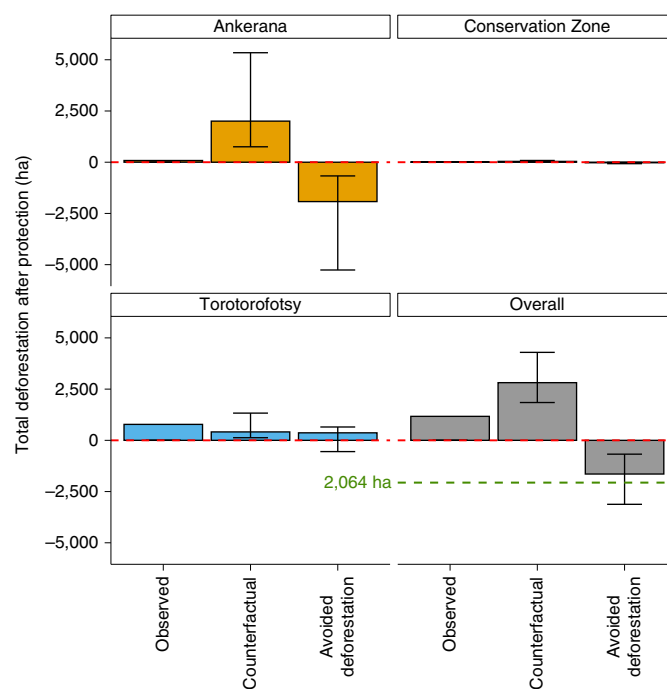 Total deforestation after protection (ha)
Ankerana
Conservation Zone
5,000
2,500
0
−2,500
−5,000
Torotorofotsy
Overall
5,000
2,500
0
−2,500
−5,000
2,064 ha
Observed
Counterfactual
Avoided
deforestation
Observed
Counterfactual
Avoided
deforestation